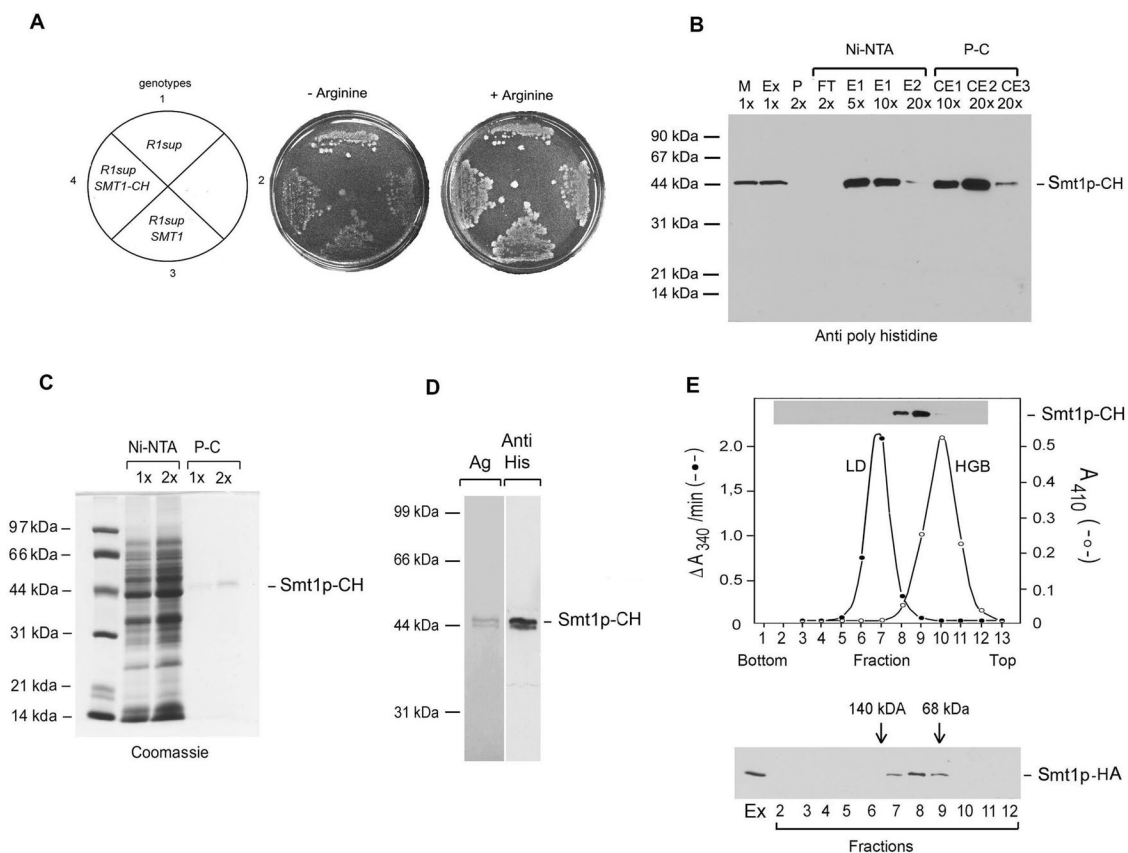 A
genotypes
1
R1sup
4
R1sup
SMT1-CH
2
R1sup
SMT1
3
- Arginine
+ Arginine
B
Ni-NTA
P-C
M Ex P FT E1 E1 E2 CE1 CE2 CE3
1x 1x 2x 2x 5x 10x 20x 10x 20x 20x
90 kDa
67 kDa
44 kDa
31 kDa
21 kDa
14 kDa
Smt1p-CH
Anti poly histidine
C
Ni-NTA
P-C
1x 2x 1x 2x
97 kDa
66 kDa
44 kDa
31 kDa
21 kda
14 kda
Smt1p-CH
Coomassie
D
Ag
Anti
His
99 kDa
66 kDa
44 kDa
31 kDa
Smt1p-CH
E
Smt1p-CH
LD
HGB
Δ A340 /min (-●-)
2.0
1.5
1.0
0.5
0
A410 (-o-)
0.5
0.4
0.3
0.2
0.1
0
1 2 3 4 5 6 7 8 9 10 11 12 13
Bottom Fraction Top
140 kDA
68 kDa
Smt1p-HA
Ex 2 3 4 5 6 7 8 9 10 11 12
Fractions